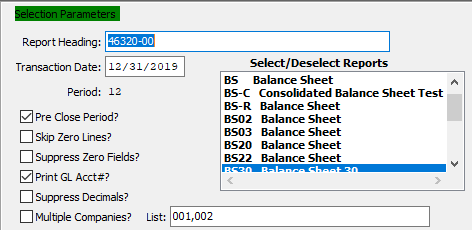 Selection Parameters
Report Heading: 46320-00
Transaction Date: 12/31/2019
Period: 12
Pre Close Period?
Skip Zero Lines?
Suppress Zero Fields?
Print GL Acct#?
Suppress Decimals?
Multiple Companies? List: 001,002
Select/Deselect Reports
BS Balance Sheet
BS-C Consolidated Balance Sheet Test
BS-R Balance Sheet
BS02 Balance Sheet
BS03 Balance Sheet
BS20 Balance Sheet
BS22 Balance Sheet
BS30 Balance Sheet 30